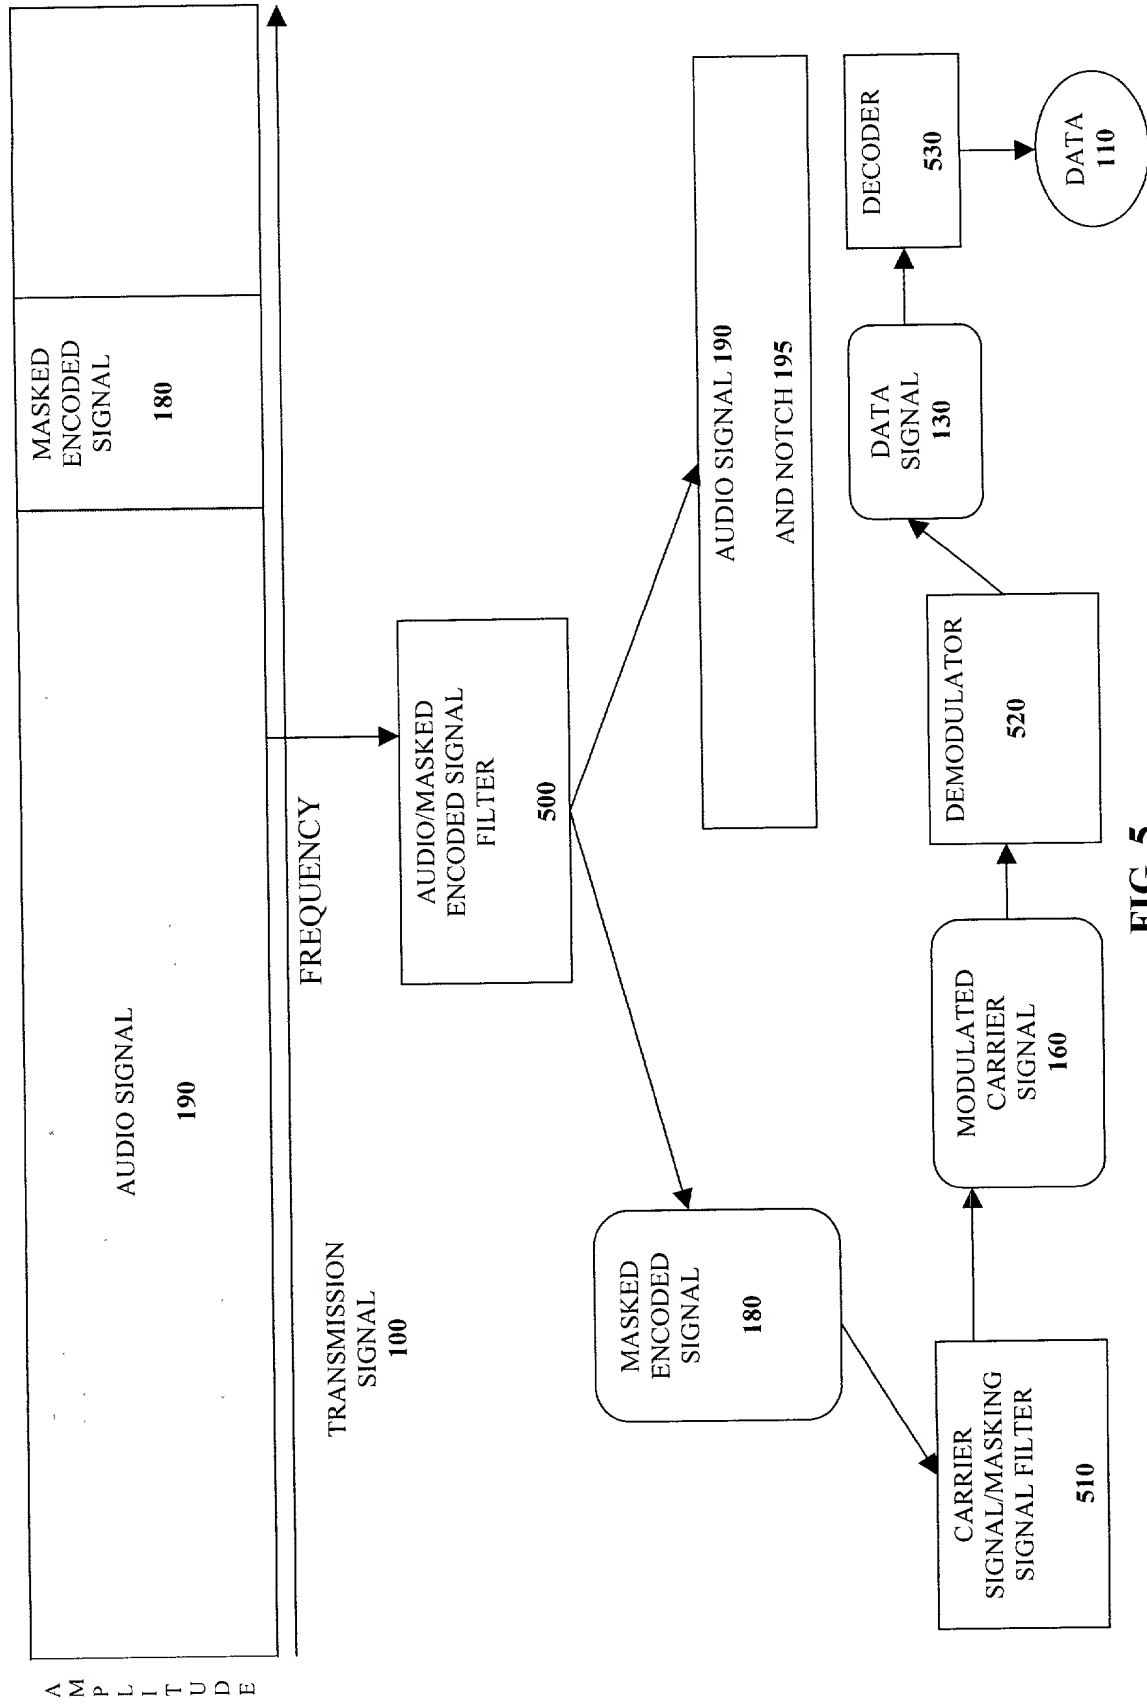 AMPLITUDE
AUDIO SIGNAL
190
MASKED
ENCODED
SIGNAL
180
FREQUENCY
TRANSMISSION
SIGNAL
100
AUDIO/MASKED
ENCODED SIGNAL
FILTER
500
MASKED
ENCODED
SIGNAL
180
AUDIO SIGNAL 190
AND NOTCH 195
CARRIER
SIGNAL/MASKING
SIGNAL FILTER
510
MODULATED
CARRIER
SIGNAL
160
DEMODULATOR
520
DATA
SIGNAL
130
DECODER
530
DATA
110
FIG. 5